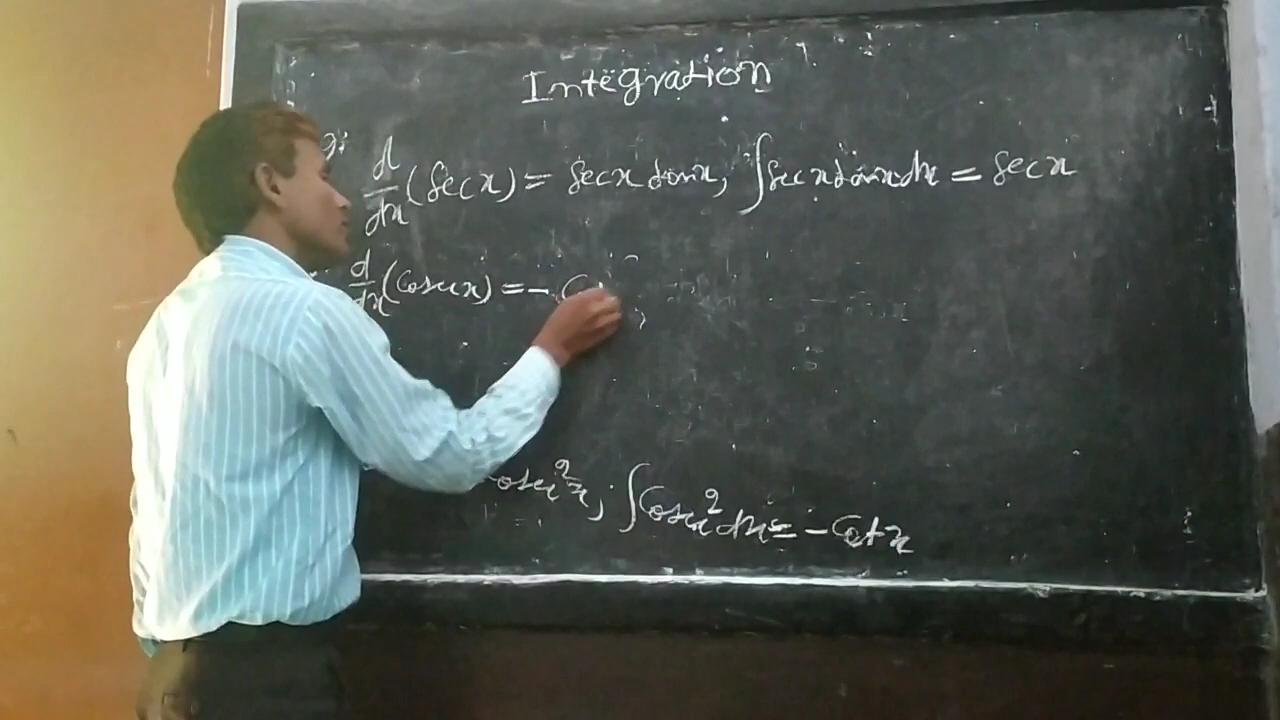 Integration
d/dx (Sec x) = Sec x tan x, ∫Sec x tan x dx = Sec x
d/dx (Cosec x) = -
Cosec²x, ∫Cosec²x dx = -Cot x